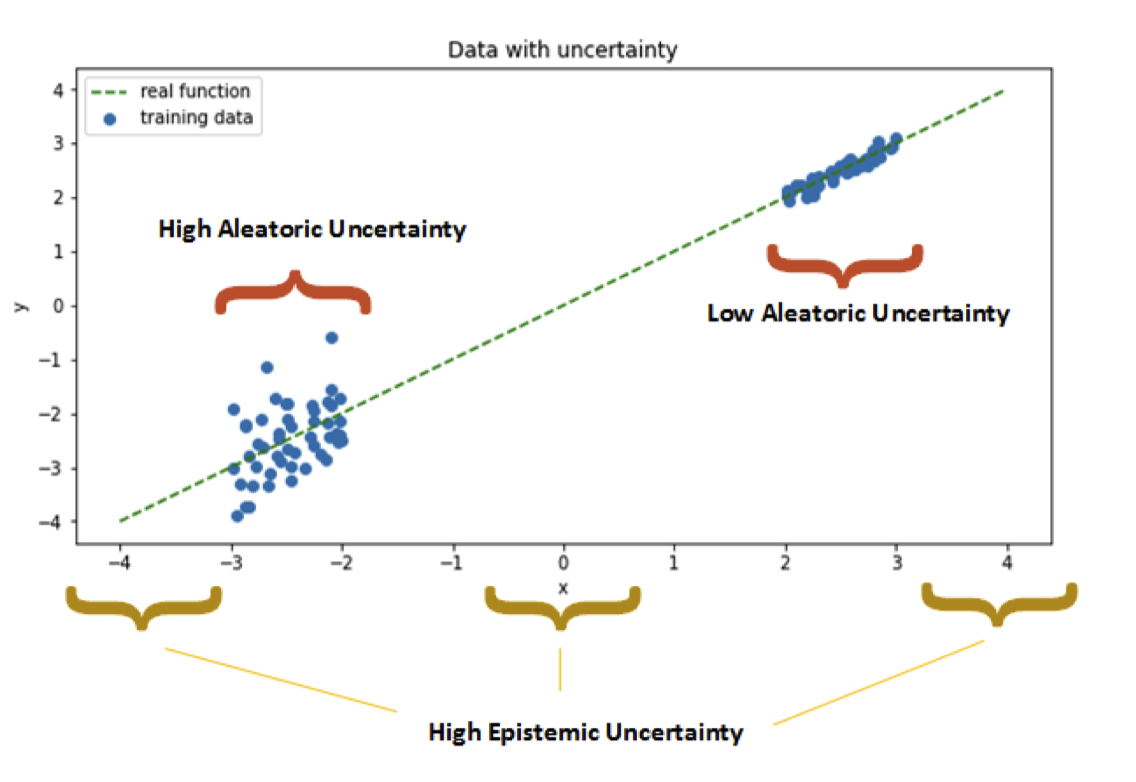 Data with uncertainty
real function
training data
4
3
2
1
0
−1
−2
−3
−4
y
High Aleatoric Uncertainty
Low Aleatoric Uncertainty
−4 −3 −2 −1 0 1 2 3 4
x
High Epistemic Uncertainty